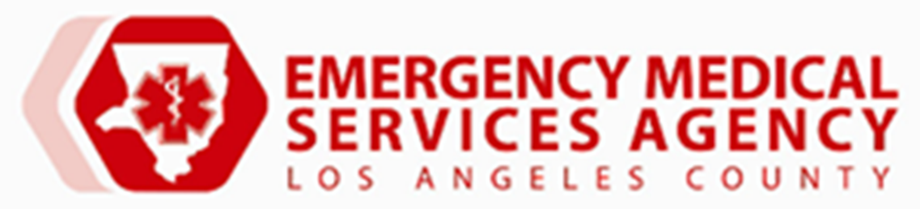 EMERGENCY MEDICAL
SERVICES AGENCY
LOS ANGELES COUNTY